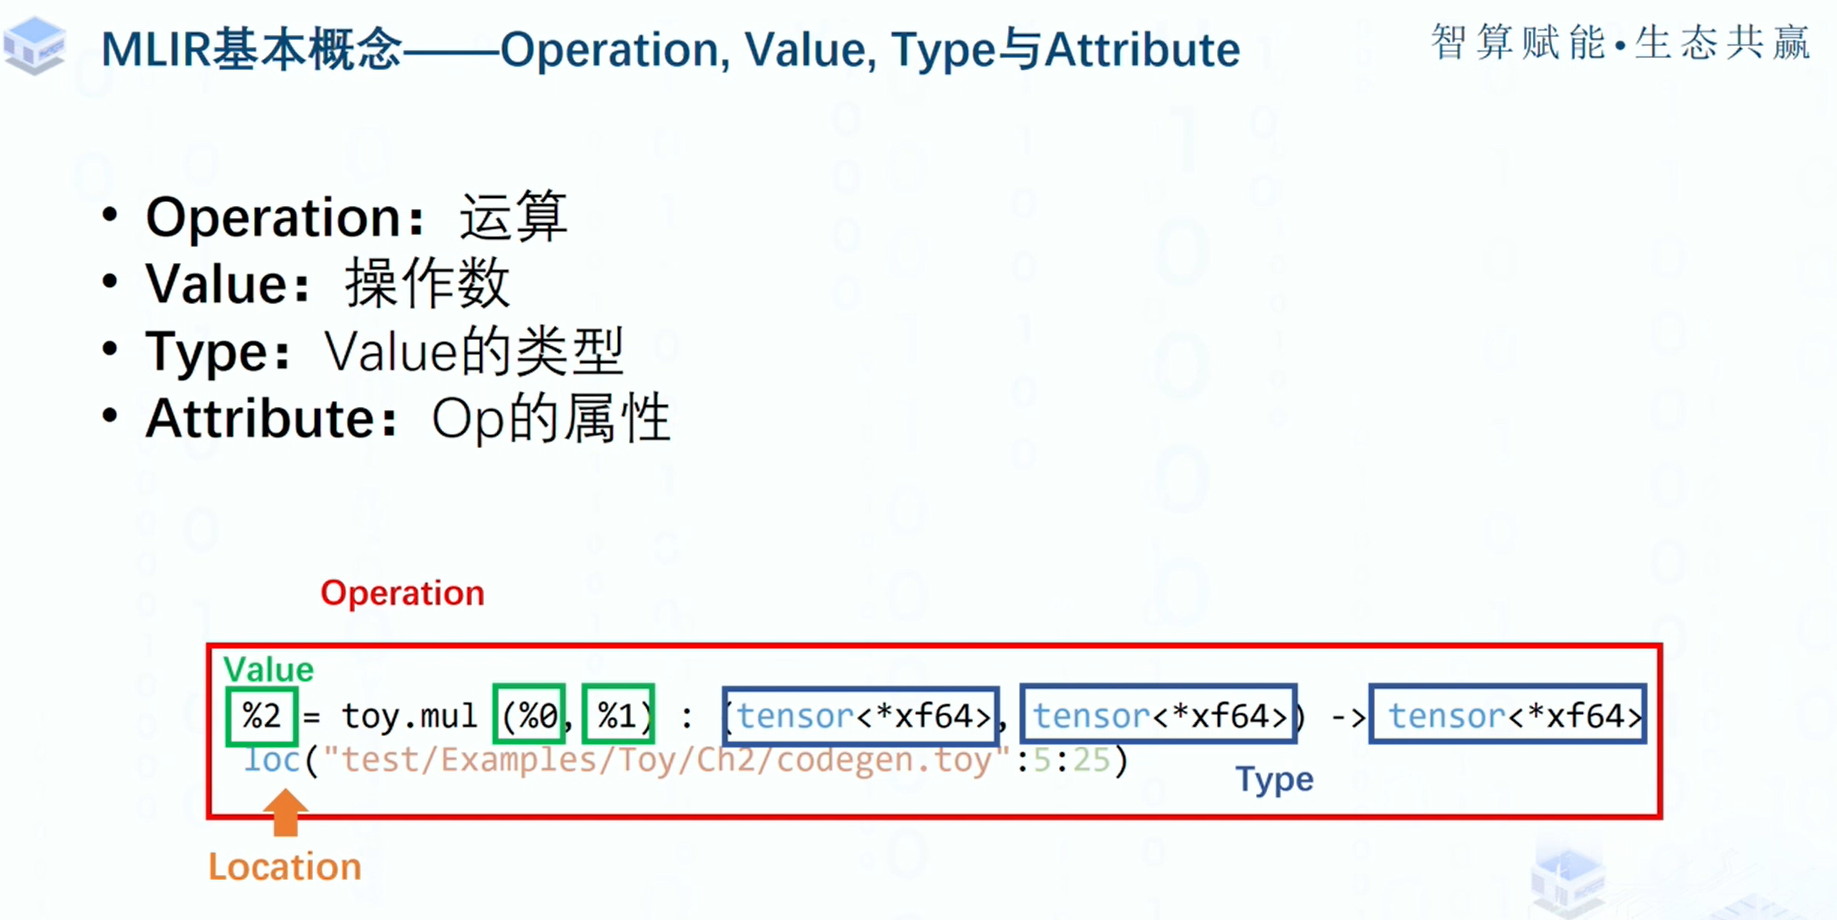 MLIR基本概念——Operation, Value, Type与Attribute
智算赋能•生态共赢
• Operation：运算
• Value：操作数
• Type：Value的类型
• Attribute：Op的属性
Operation
Value
%2 = toy.mul (%0, %1) : (tensor<*xf64>, tensor<*xf64>) -> tensor<*xf64>
loc("test/Examples/Toy/Ch2/codegen.toy":5:25)
Type
Location